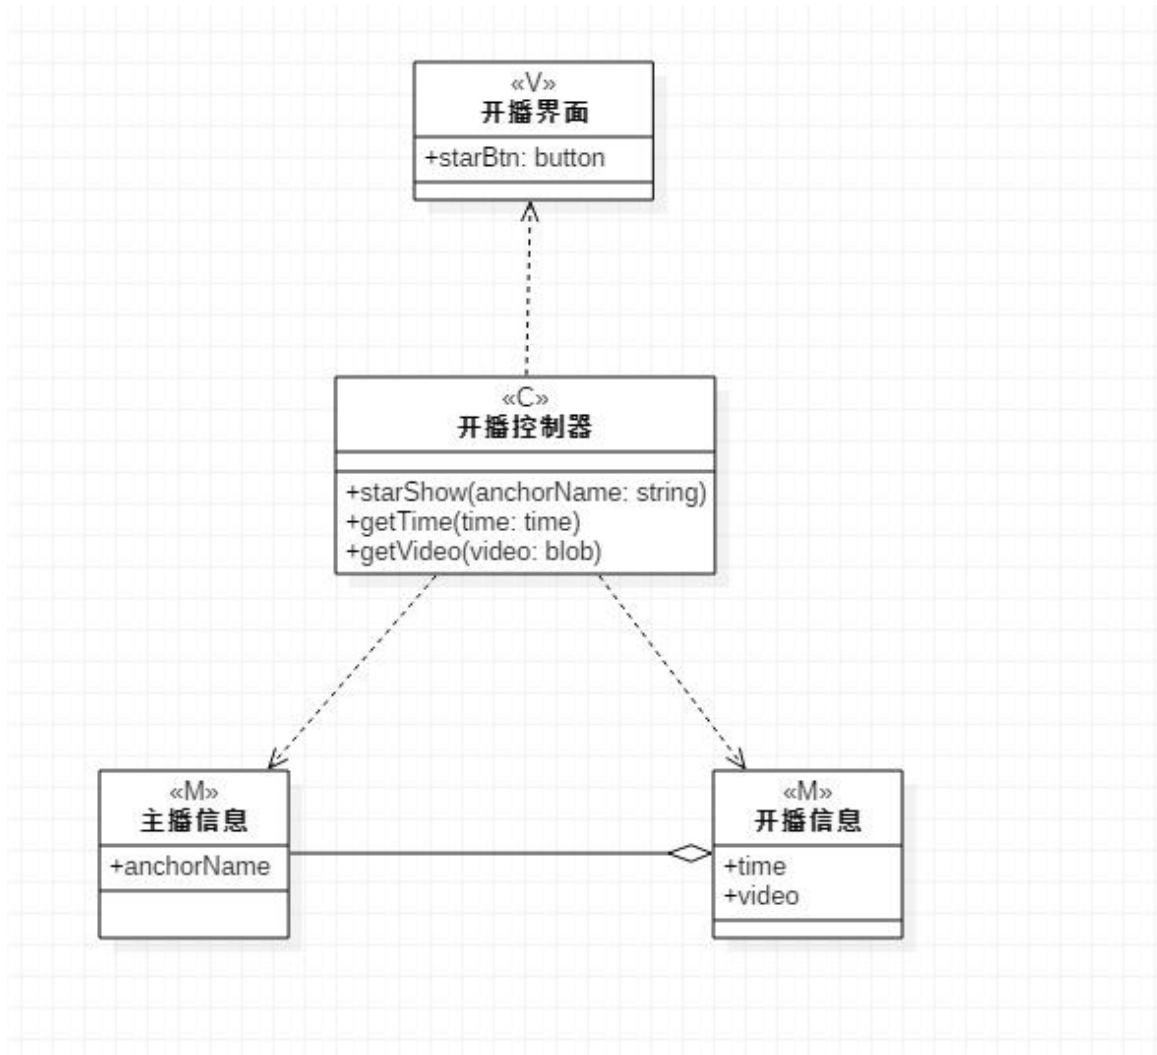 «V»
开播界面
+starBtn: button
«C»
开播控制器
+starShow(anchorName: string)
+getTime(time: time)
+getVideo(video: blob)
«M»
主播信息
+anchorName
«M»
开播信息
+time
+video